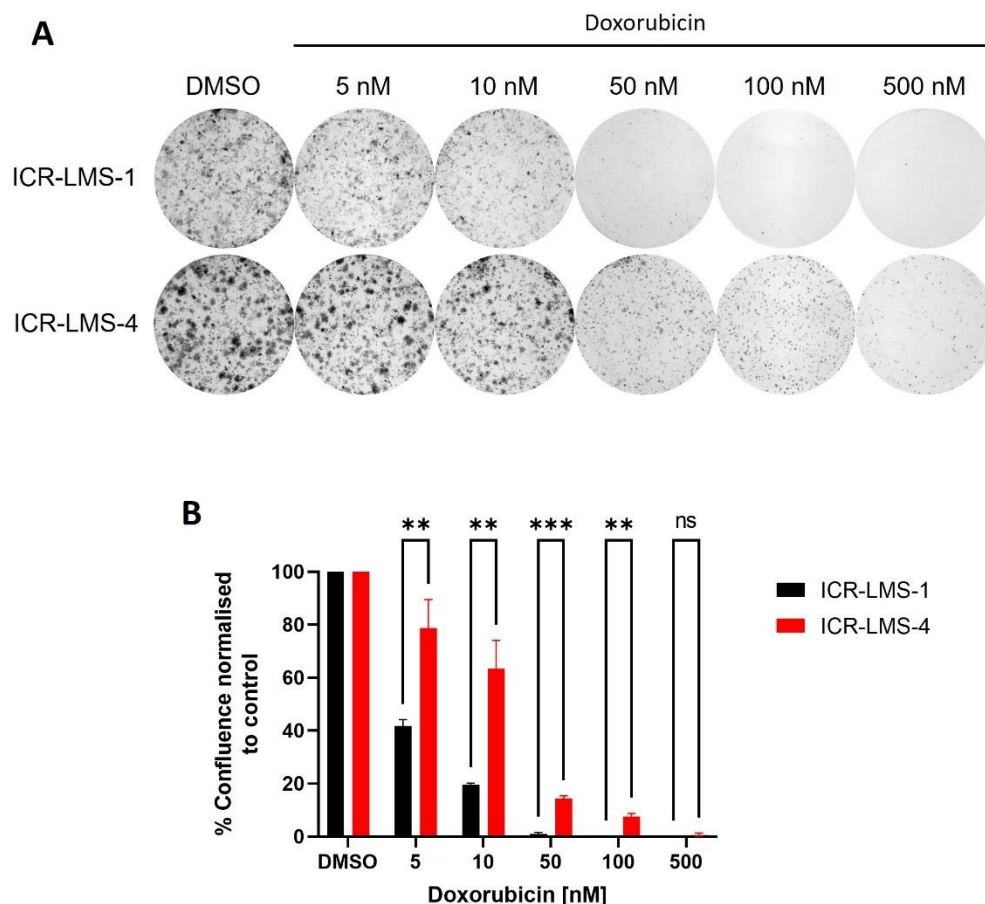 A
Doxorubicin
DMSO 5 nM 10 nM 50 nM 100 nM 500 nM
ICR-LMS-1
ICR-LMS-4
B
** ** *** ** ns
100
80
60
40
20
0
% Confluence normalised
to control
DMSO 5 10 50 100 500
Doxorubicin [nM]
ICR-LMS-1
ICR-LMS-4